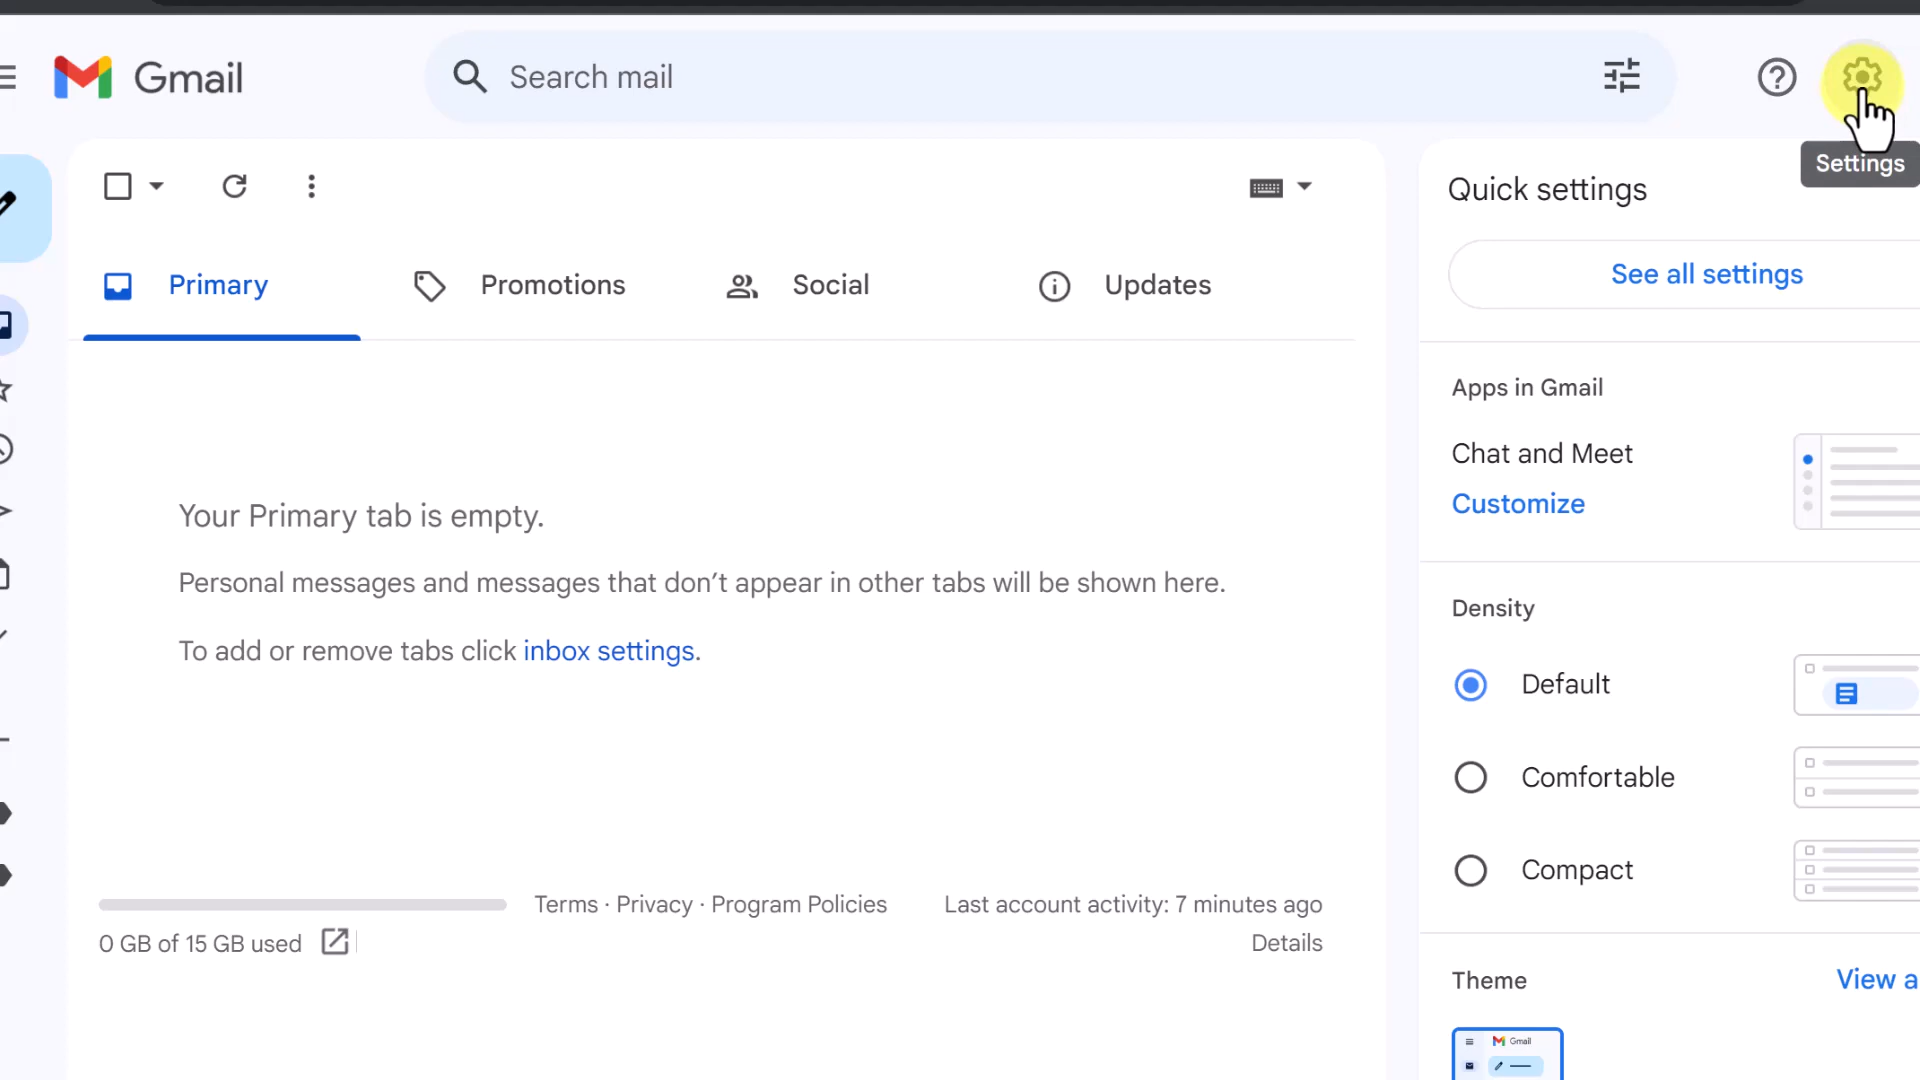 Gmail
Search mail
Settings
Quick settings
See all settings
Primary
Promotions
Social
Updates
Apps in Gmail
Chat and Meet
Customize
Your Primary tab is empty.
Personal messages and messages that don’t appear in other tabs will be shown here.
To add or remove tabs click inbox settings.
Density
Default
Comfortable
Compact
Terms · Privacy · Program Policies
Last account activity: 7 minutes ago
0 GB of 15 GB used
Details
Theme
View a
Gmail